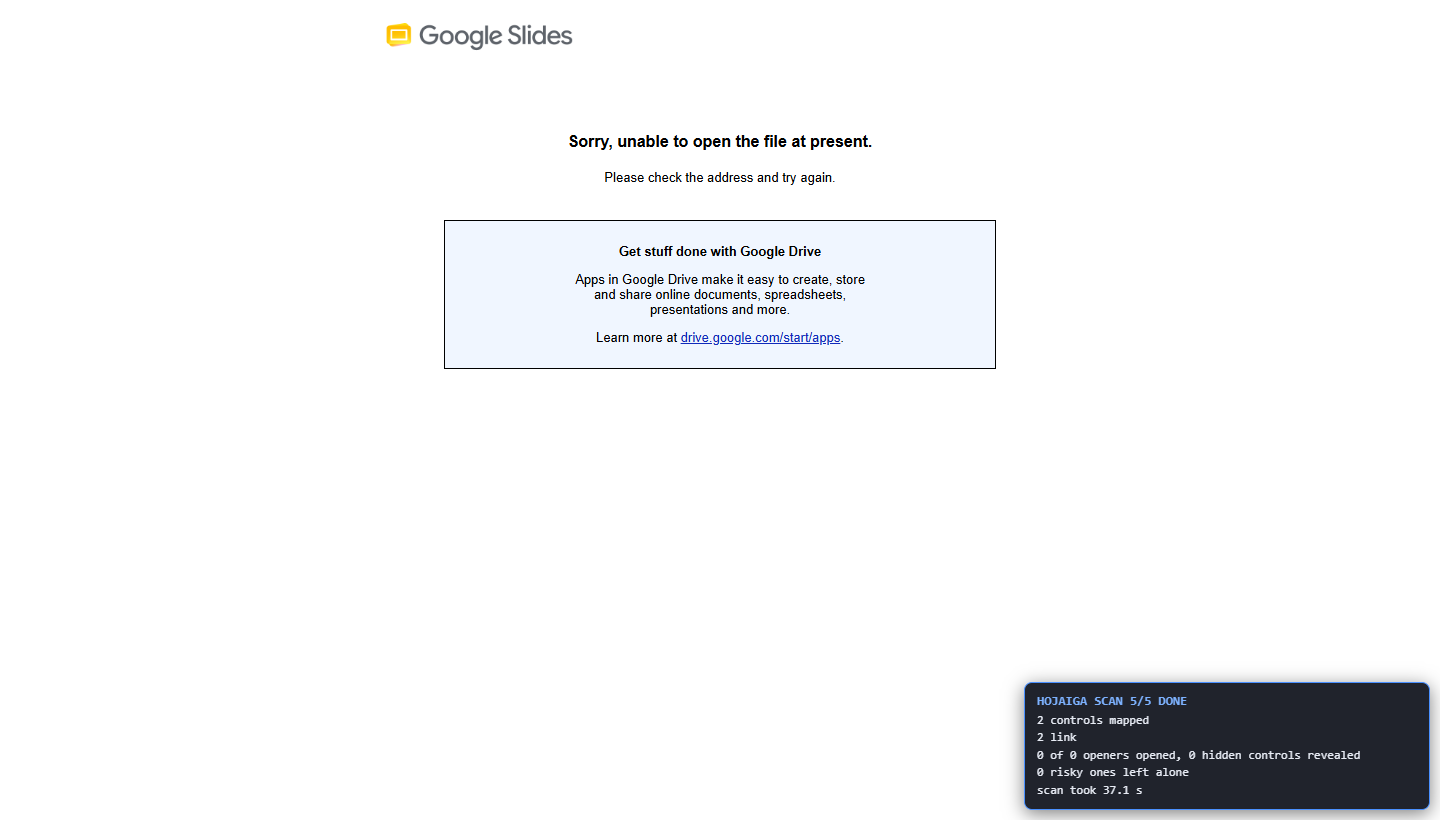 Google Slides
Sorry, unable to open the file at present.
Please check the address and try again.
Get stuff done with Google Drive
Apps in Google Drive make it easy to create, store
and share online documents, spreadsheets,
presentations and more.
Learn more at drive.google.com/start/apps.
HOJAIGA SCAN 5/5 DONE
2 controls mapped
2 link
0 of 0 openers opened, 0 hidden controls revealed
0 risky ones left alone
scan took 37.1 s